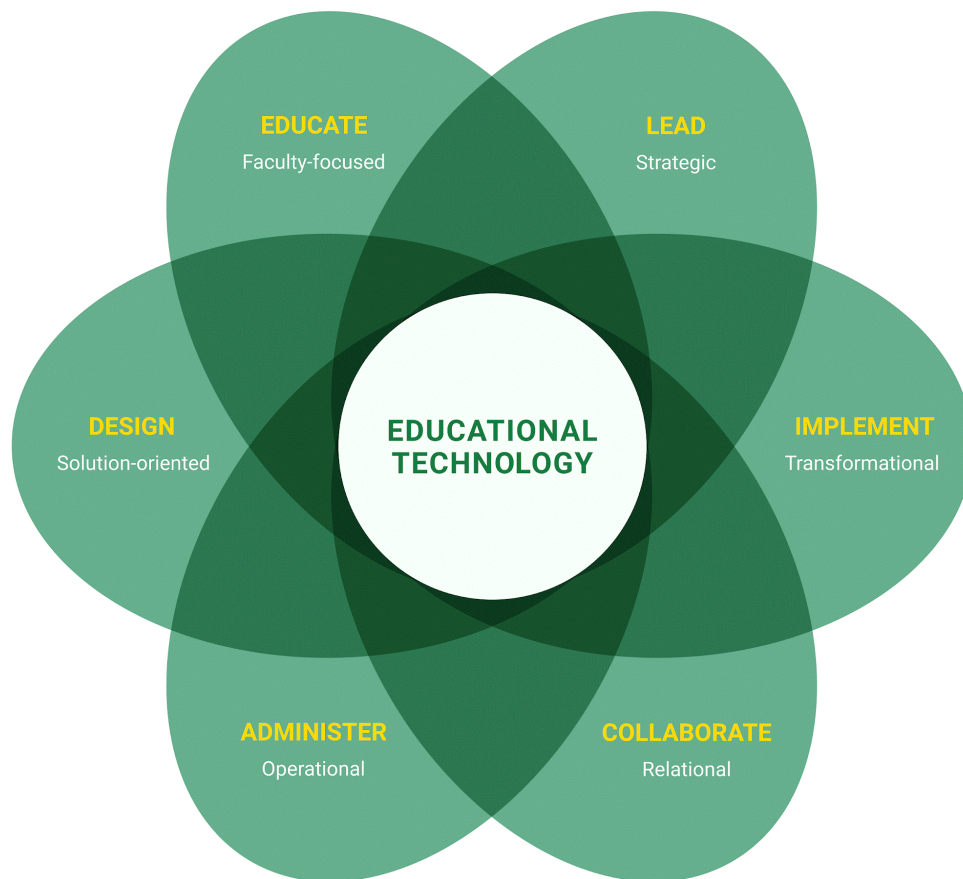 EDUCATE
Faculty-focused
LEAD
Strategic
DESIGN
Solution-oriented
EDUCATIONAL
TECHNOLOGY
IMPLEMENT
Transformational
ADMINISTER
Operational
COLLABORATE
Relational